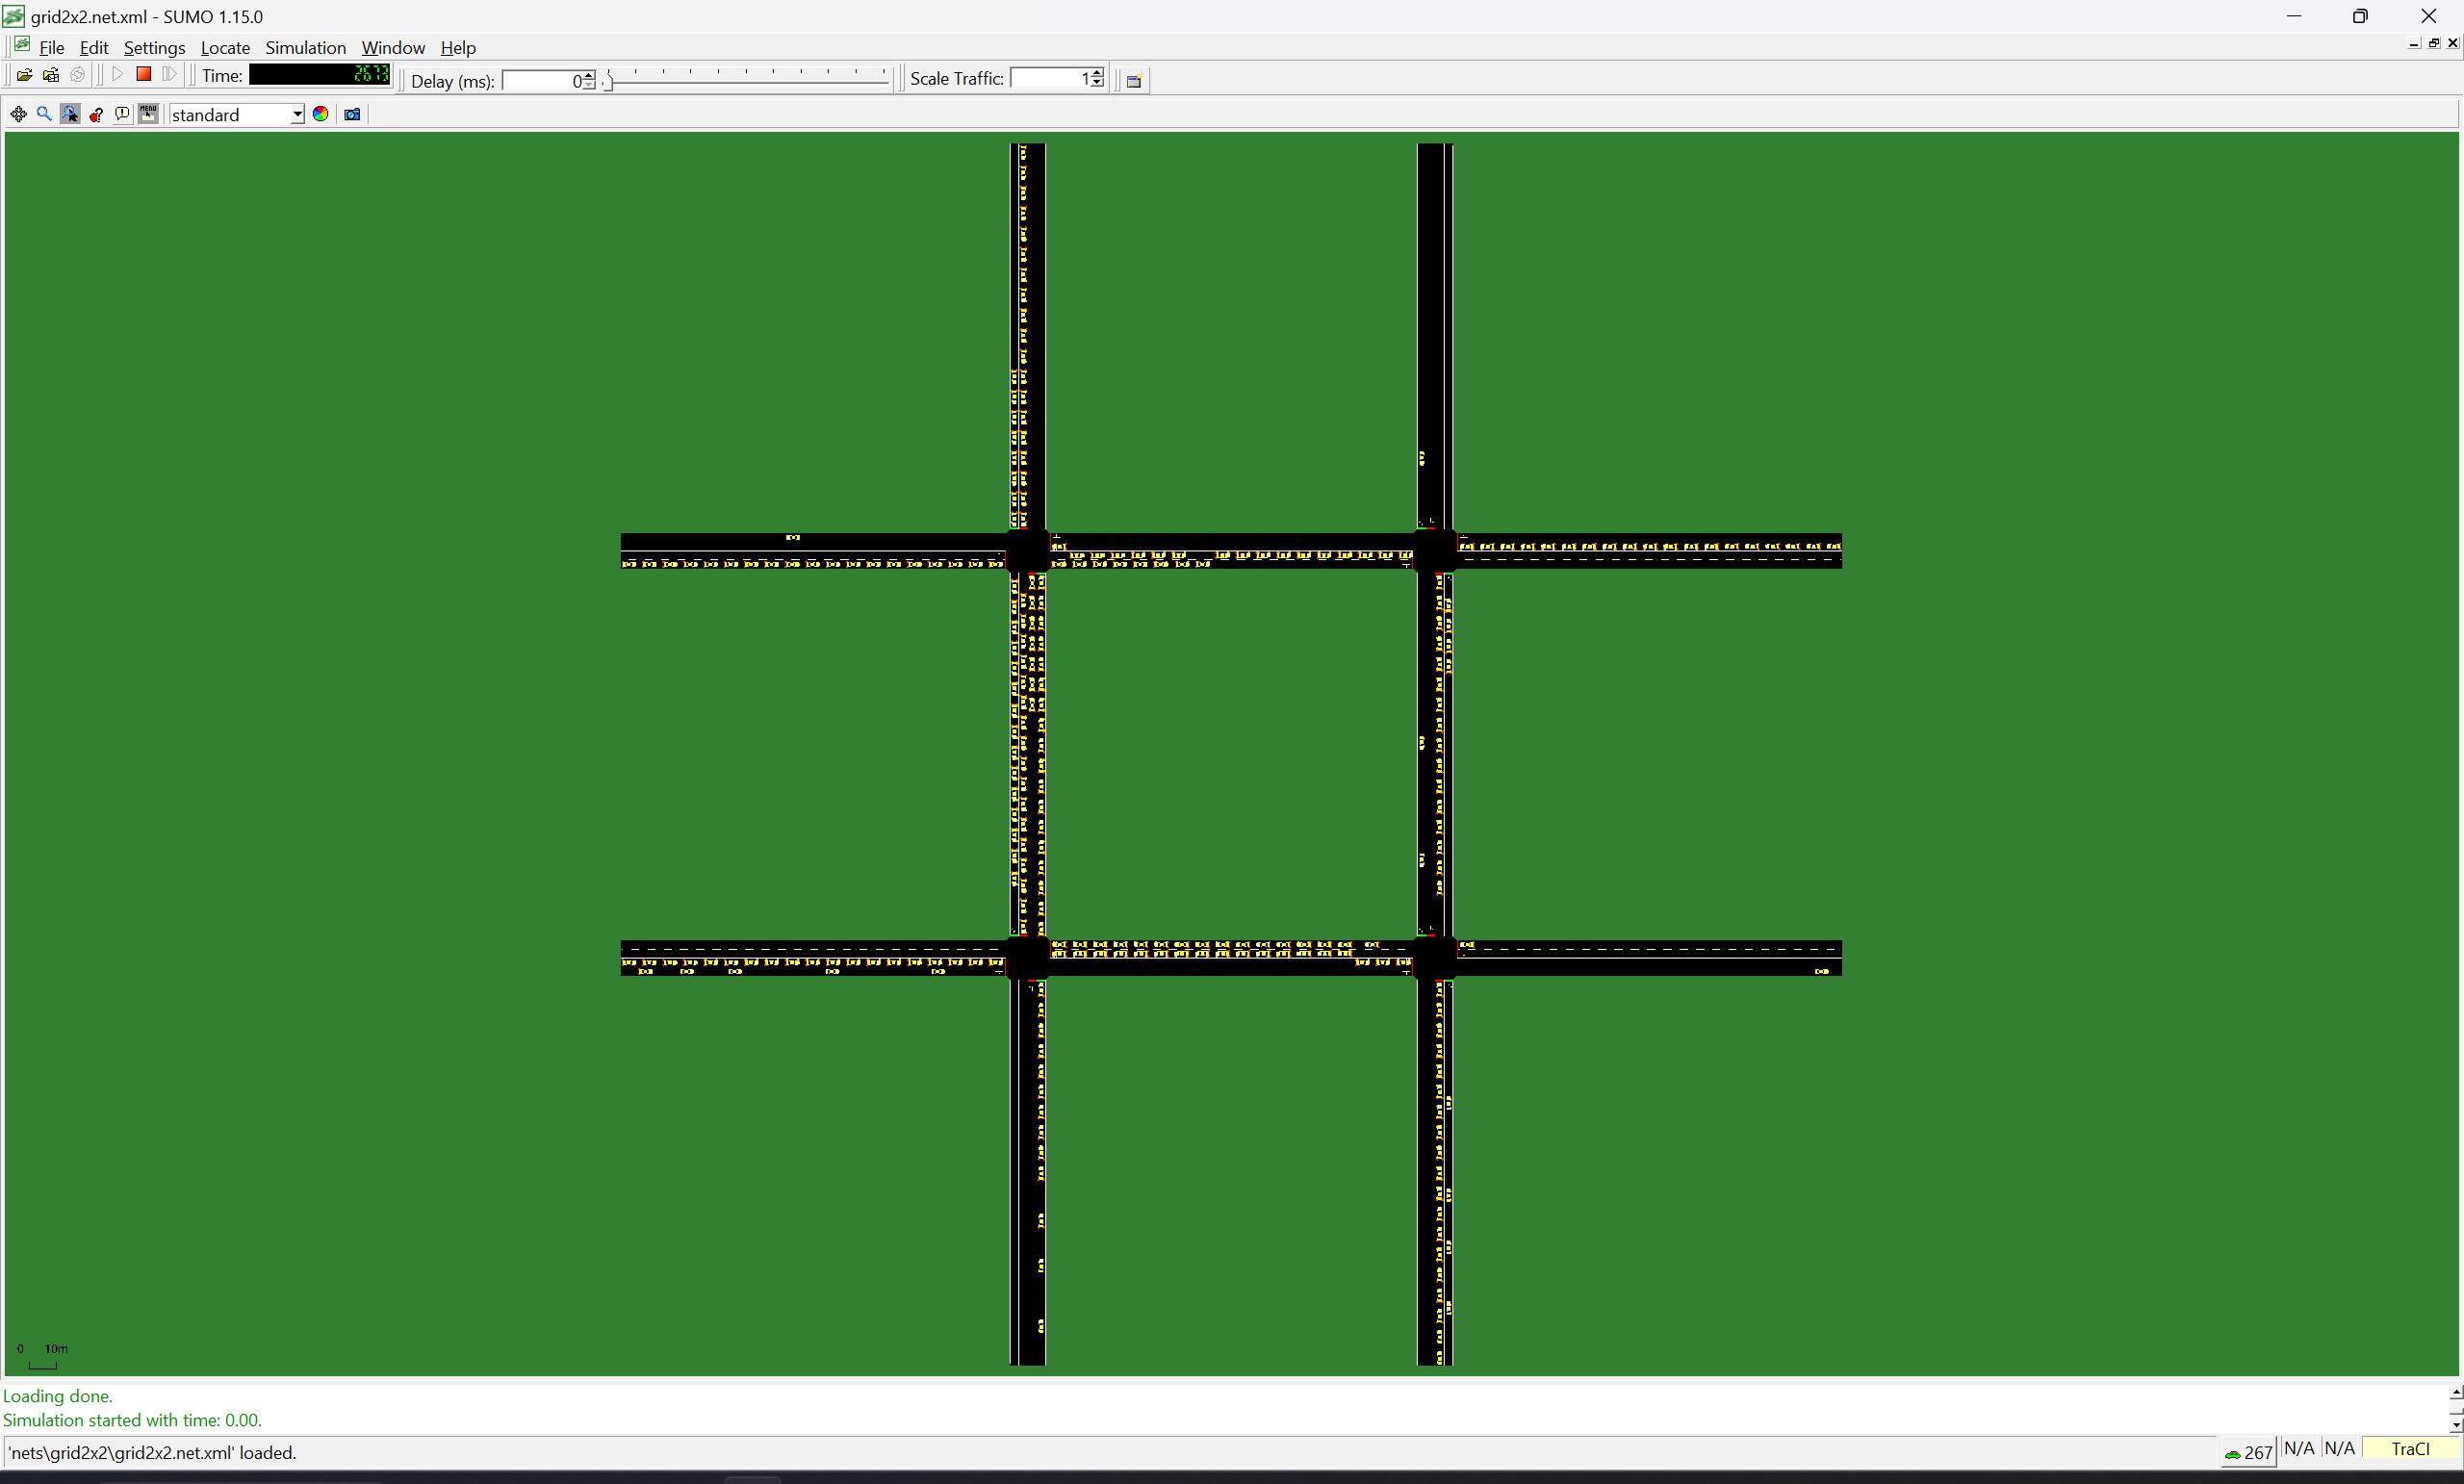 grid2x2.net.xml - SUMO 1.15.0
File Edit Settings Locate Simulation Window Help
Time: 2673 Delay (ms): 0 Scale Traffic: 1
MENU standard
0 10m
Loading done.
Simulation started with time: 0.00.
'nets\grid2x2\grid2x2.net.xml' loaded. 267 N/A N/A TraCI